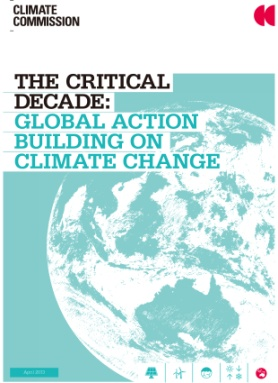 CLIMATE
COMMISSION
THE CRITICAL
DECADE:
GLOBAL ACTION
BUILDING ON
CLIMATE CHANGE